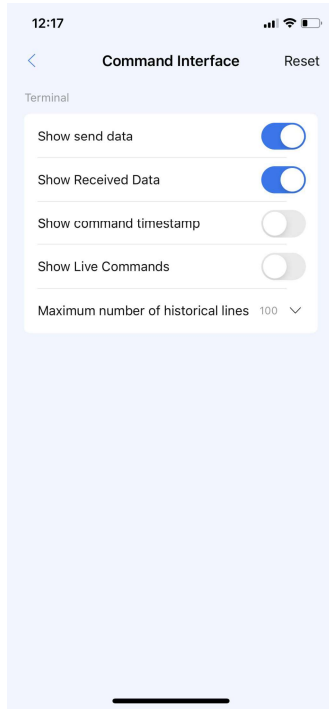 12:17
Command Interface Reset
Terminal
Show send data
Show Received Data
Show command timestamp
Show Live Commands
Maximum number of historical lines 100